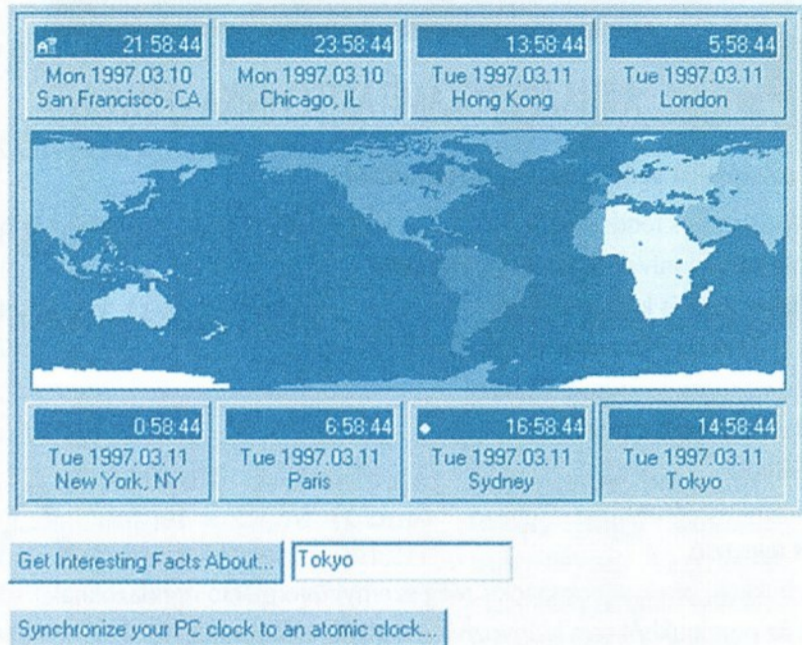 21:58:44
Mon 1997.03.10
San Francisco, CA
23:58:44
Mon 1997.03.10
Chicago, IL
13:58:44
Tue 1997.03.11
Hong Kong
5:58:44
Tue 1997.03.11
London
0:58:44
Tue 1997.03.11
New York, NY
6:58:44
Tue 1997.03.11
Paris
16:58:44
Tue 1997.03.11
Sydney
14:58:44
Tue 1997.03.11
Tokyo
Get Interesting Facts About...
Tokyo
Synchronize your PC clock to an atomic clock...